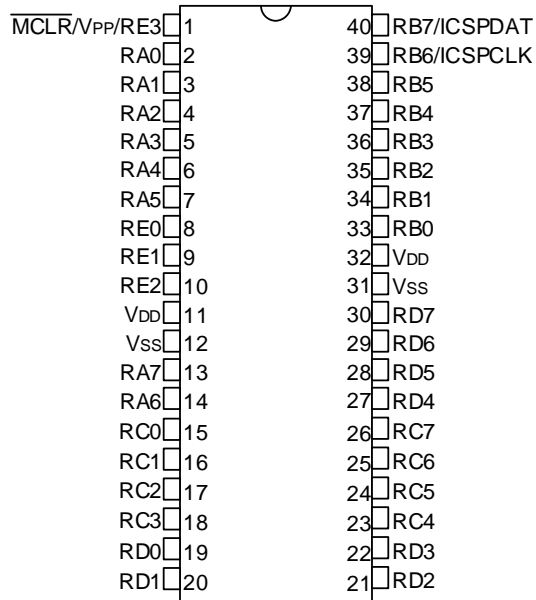 MCLR/VPP/RE3 1 40 RB7/ICSPDAT
RA0 2 39 RB6/ICSPCLK
RA1 3 38 RB5
RA2 4 37 RB4
RA3 5 36 RB3
RA4 6 35 RB2
RA5 7 34 RB1
RE0 8 33 RB0
RE1 9 32 VDD
RE2 10 31 VSS
VDD 11 30 RD7
VSS 12 29 RD6
RA7 13 28 RD5
RA6 14 27 RD4
RC0 15 26 RC7
RC1 16 25 RC6
RC2 17 24 RC5
RC3 18 23 RC4
RD0 19 22 RD3
RD1 20 21 RD2